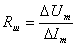 R_ш = ΔU_m / ΔI_m